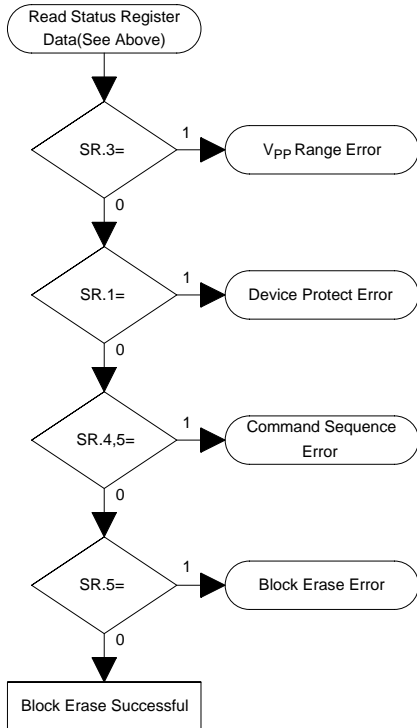 Read Status Register
Data(See Above)
SR.3=
1
VPP Range Error
0
SR.1=
1
Device Protect Error
0
SR.4,5=
1
Command Sequence
Error
0
SR.5=
1
Block Erase Error
0
Block Erase Successful